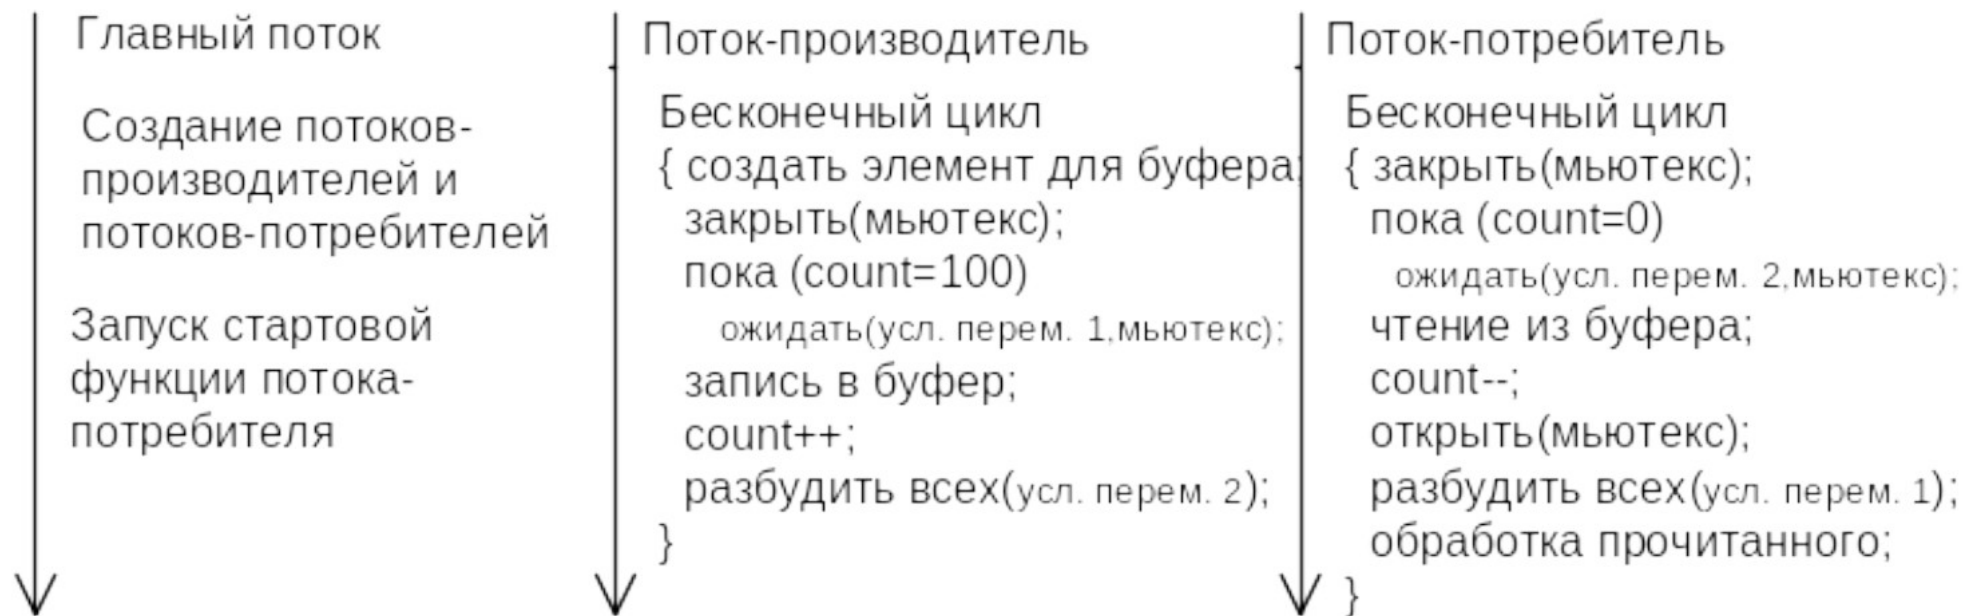 Главный поток
Создание потоков-
производителей и
потоков-потребителей
Запуск стартовой
функции потока-
потребителя
Поток-производитель
Бесконечный цикл
{ создать элемент для буфера;
закрыть(мьютекс);
пока (count=100)
ожидать(усл. перем. 1,мьютекс);
запись в буфер;
count++;
разбудить всех(усл. перем. 2);
}
Поток-потребитель
Бесконечный цикл
{ закрыть(мьютекс);
пока (count=0)
ожидать(усл. перем. 2,мьютекс);
чтение из буфера;
count--;
открыть(мьютекс);
разбудить всех(усл. перем. 1);
обработка прочитанного;
}